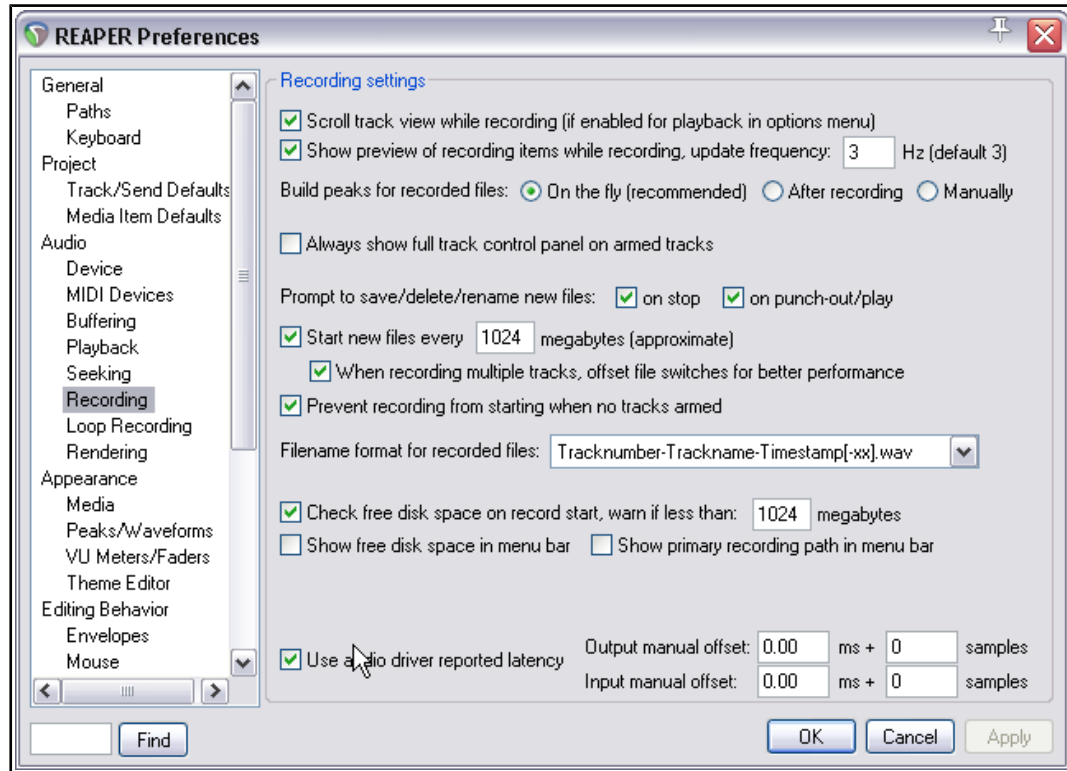 REAPER Preferences
General
Paths
Keyboard
Project
Track/Send Defaults
Media Item Defaults
Audio
Device
MIDI Devices
Buffering
Playback
Seeking
Recording
Loop Recording
Rendering
Appearance
Media
Peaks/Waveforms
VU Meters/Faders
Theme Editor
Editing Behavior
Envelopes
Mouse
Find
Recording settings
Scroll track view while recording (if enabled for playback in options menu)
Show preview of recording items while recording, update frequency: 3 Hz (default 3)
Build peaks for recorded files: On the fly (recommended) After recording Manually
Always show full track control panel on armed tracks
Prompt to save/delete/rename new files: on stop on punch-out/play
Start new files every 1024 megabytes (approximate)
When recording multiple tracks, offset file switches for better performance
Prevent recording from starting when no tracks armed
Filename format for recorded files: Tracknumber-Trackname-Timestamp[-xx].wav
Check free disk space on record start, warn if less than: 1024 megabytes
Show free disk space in menu bar Show primary recording path in menu bar
Use audio driver reported latency
Output manual offset: 0.00 ms + 0 samples
Input manual offset: 0.00 ms + 0 samples
OK Cancel Apply